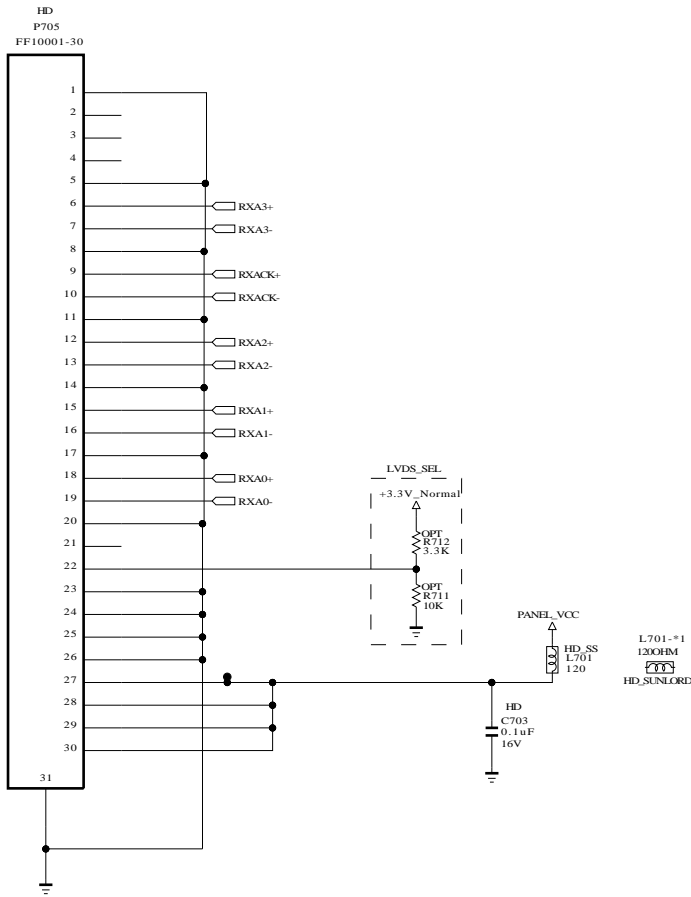 HD
P705
FF10001-30
1
2
3
4
5
6 RXA3+
7 RXA3-
8
9 RXACK+
10 RXACK-
11
12 RXA2+
13 RXA2-
14
15 RXA1+
16 RXA1-
17
18 RXA0+
19 RXA0-
20
21
22
23
24
25
26
27
28
29
30
31
LVDS_SEL
+3.3V_Normal
OPT
R712
3.3K
OPT
R711
10K
PANEL_VCC
HD_SS
L701
120
L701-*1
120OHM
HD_SUNLORD
HD
C703
0.1uF
16V